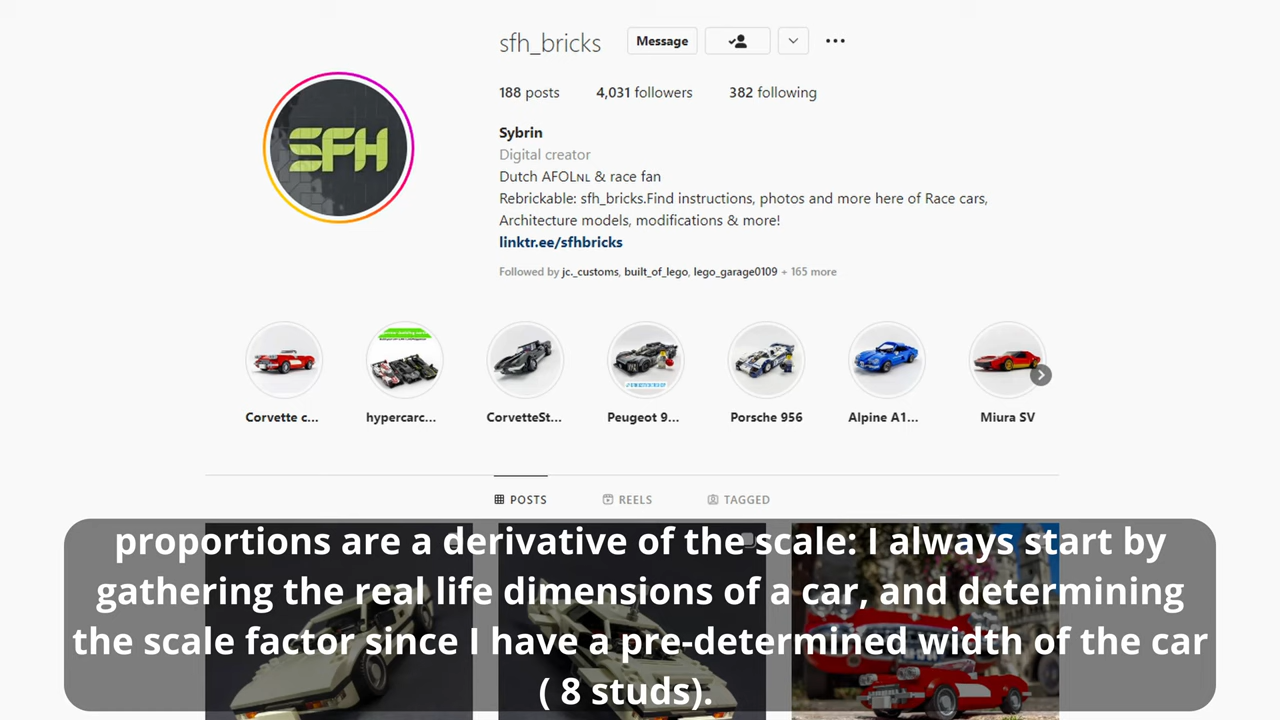 sfh_bricks
Message
188 posts 4,031 followers 382 following
SFH
Sybrin
Digital creator
Dutch AFOLɴʟ & race fan
Rebrickable: sfh_bricks.Find instructions, photos and more here of Race cars,
Architecture models, modifications & more!
linktr.ee/sfhbricks
Followed by jc._customs, built_of_lego, lego_garage0109 + 165 more
Corvette c... hypercarc... CorvetteSt... Peugeot 9... Porsche 956 Alpine A1... Miura SV
POSTS REELS TAGGED
proportions are a derivative of the scale: I always start by
gathering the real life dimensions of a car, and determining
the scale factor since I have a pre-determined width of the car
( 8 studs).